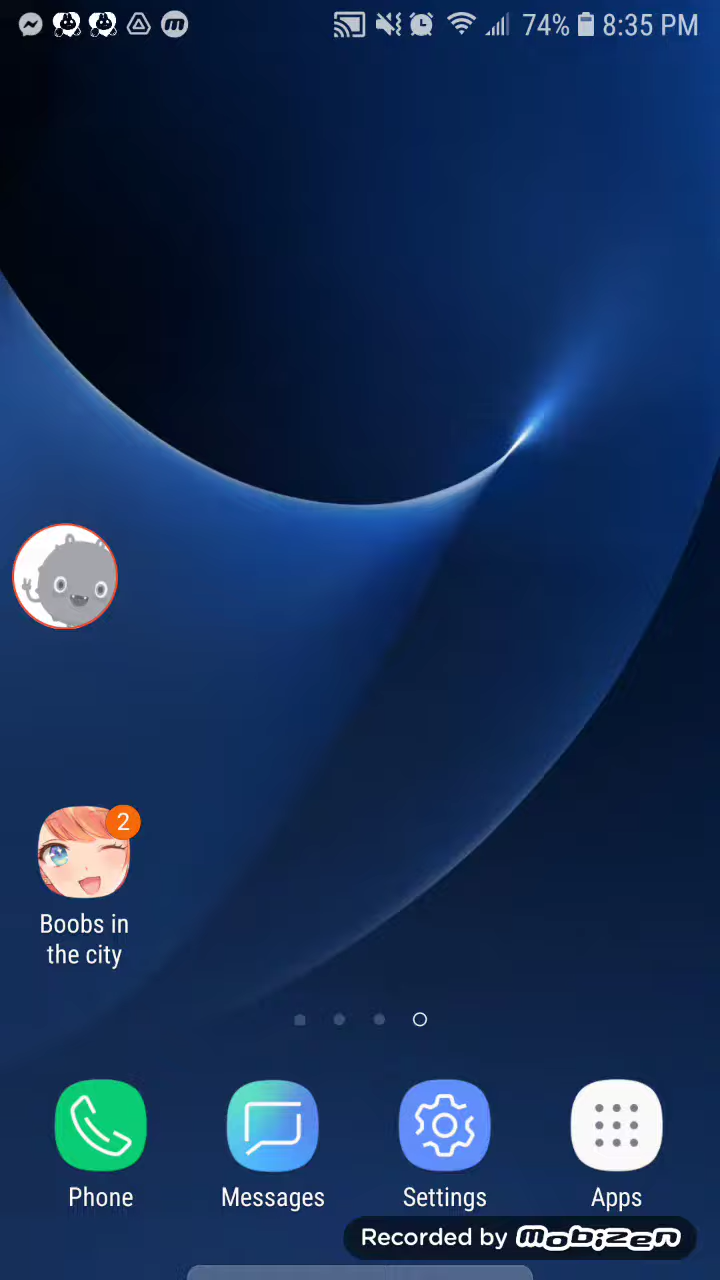 74% 8:35 PM
2
Boobs in
the city
Phone Messages Settings Apps
Recorded by mobizen